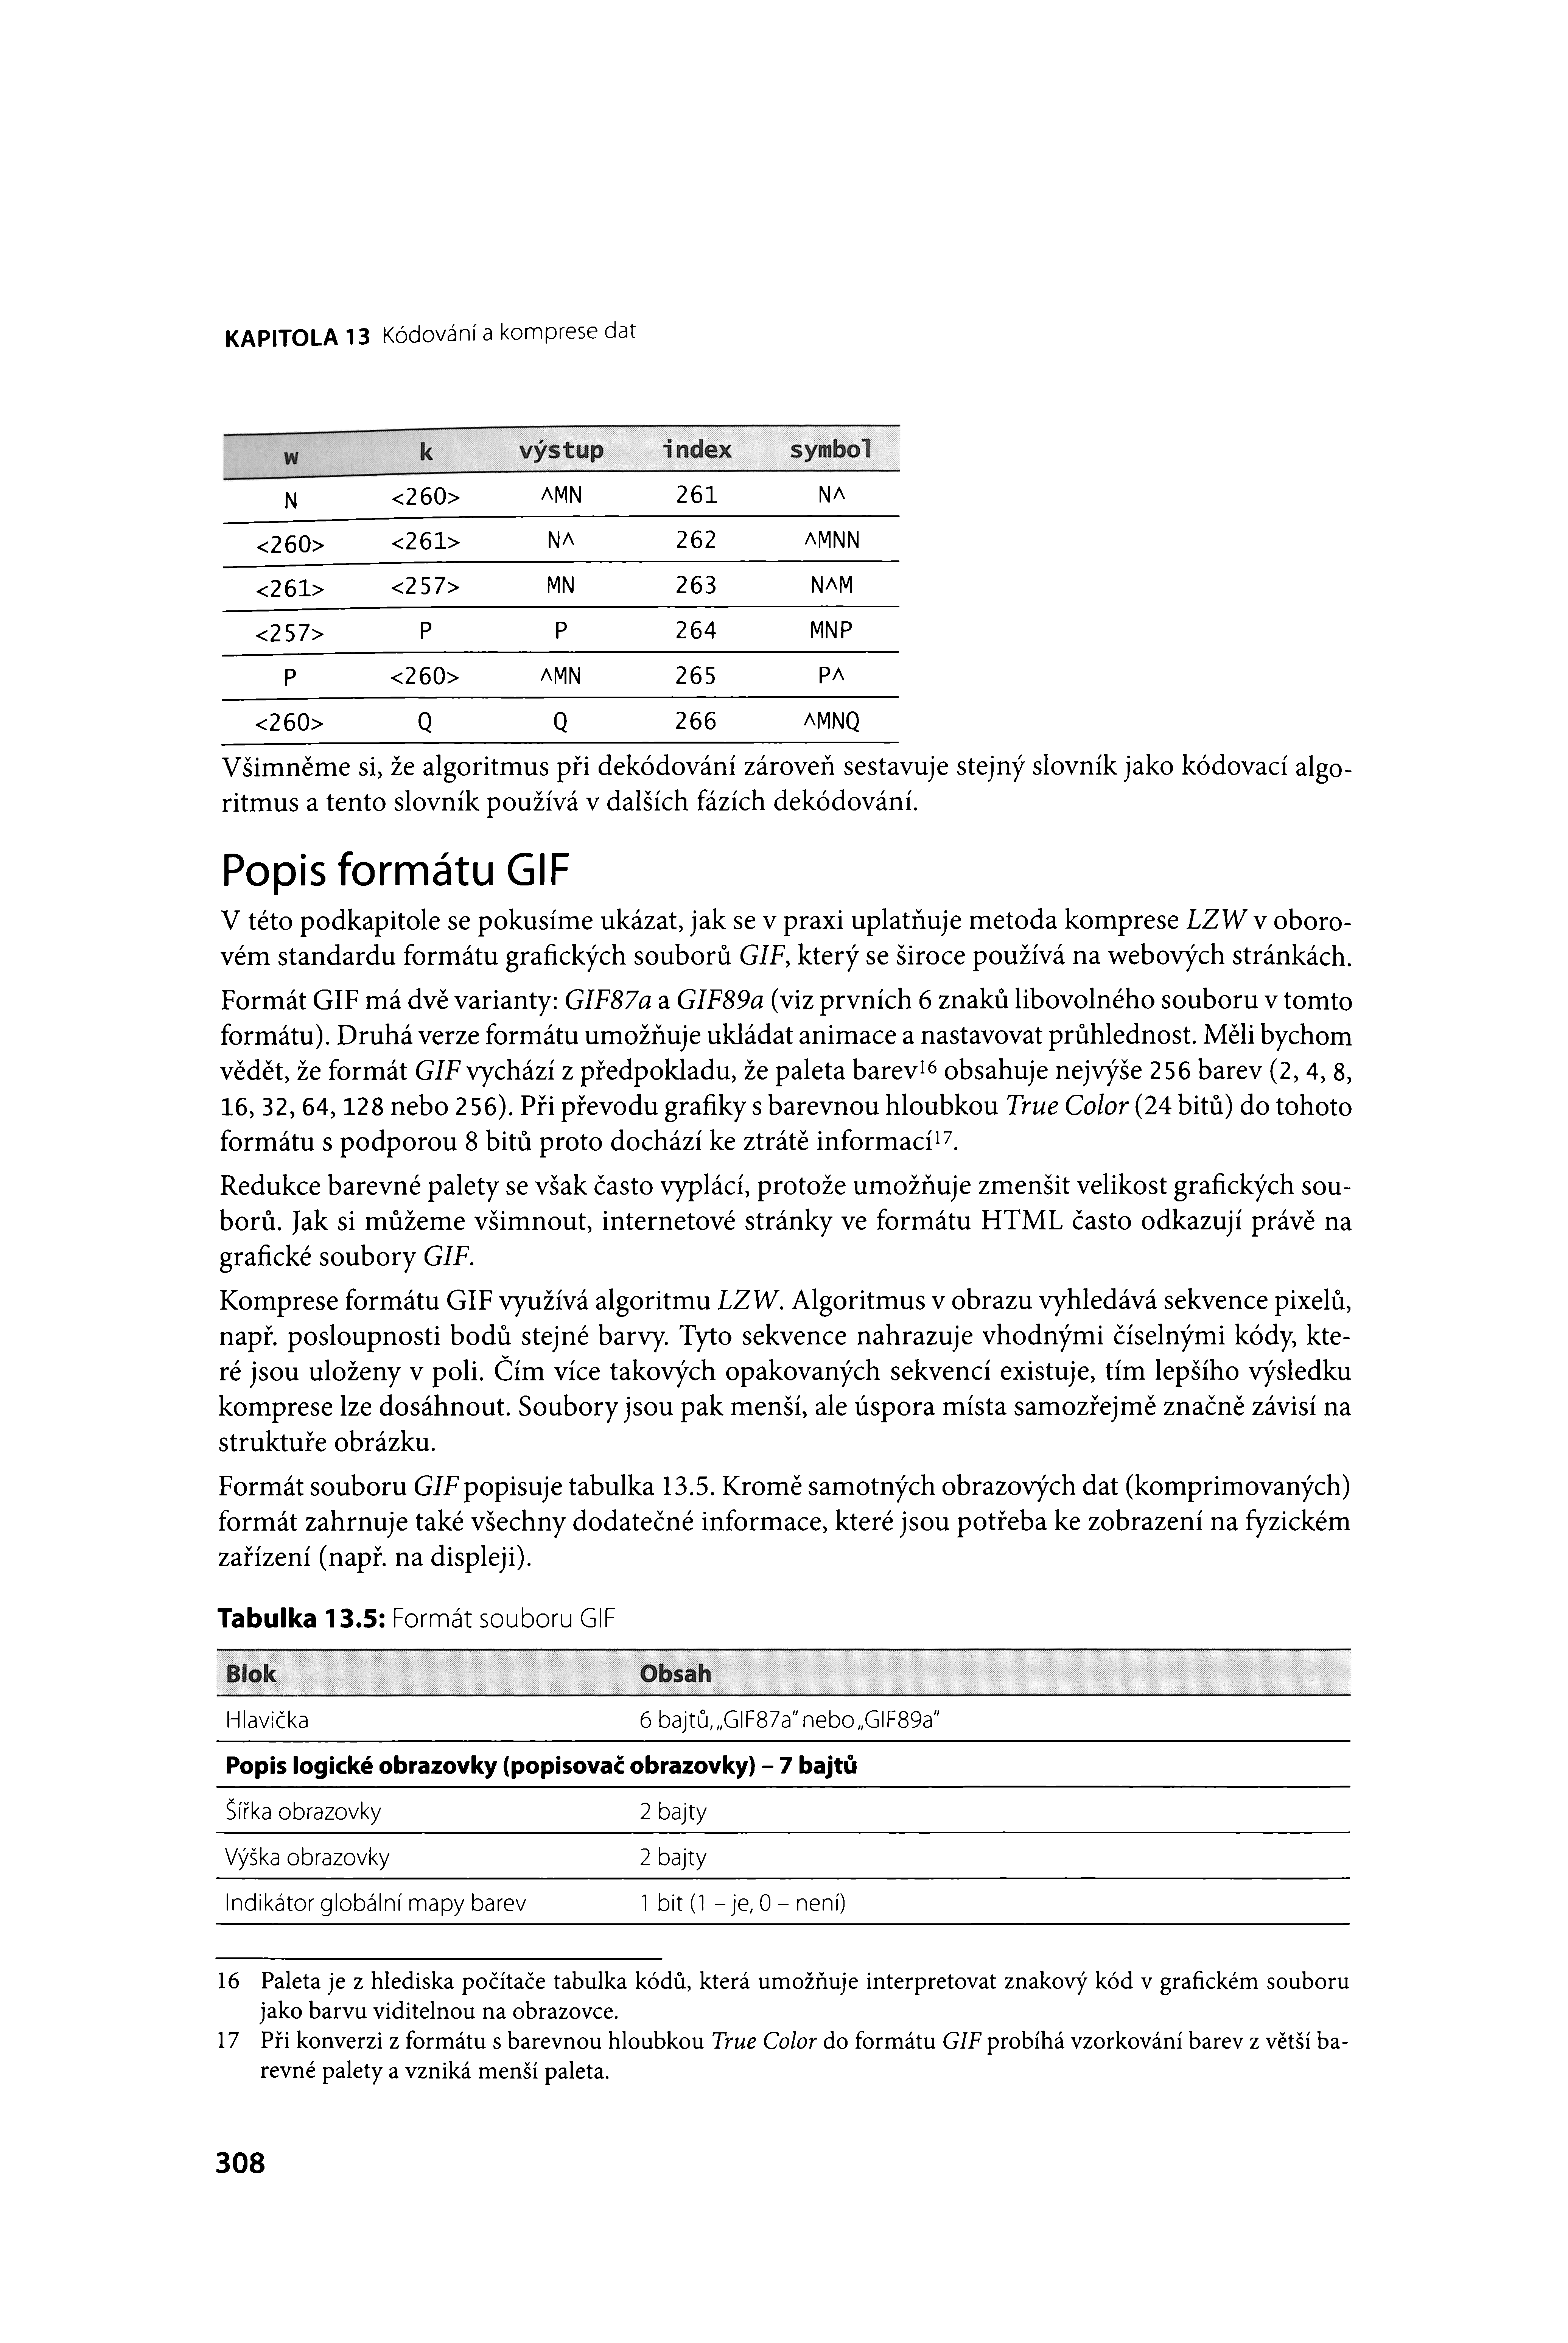 KAPITOLA 13 Kódování a komprese dat
w k výstup index symbol
N <260> ^MN 261 N^
<260> <261> N^ 262 ^MNN
<261> <257> MN 263 N^M
<257> P P 264 MNP
P <260> ^MN 265 P^
<260> Q Q 266 ^MNQ
Všimněme si, že algoritmus při dekódování zároveň sestavuje stejný slovník jako kódovací algo-
ritmus a tento slovník používá v dalších fázích dekódování.
Popis formátu GIF
V této podkapitole se pokusíme ukázat, jak se v praxi uplatňuje metoda komprese LZW v oboro-
vém standardu formátu grafických souborů GIF, který se široce používá na webových stránkách.
Formát GIF má dvě varianty: GIF87a a GIF89a (viz prvních 6 znaků libovolného souboru v tomto
formátu). Druhá verze formátu umožňuje ukládat animace a nastavovat průhlednost. Měli bychom
vědět, že formát GIF vychází z předpokladu, že paleta barev16 obsahuje nejvýše 256 barev (2, 4, 8,
16, 32, 64, 128 nebo 256). Při převodu grafiky s barevnou hloubkou True Color (24 bitů) do tohoto
formátu s podporou 8 bitů proto dochází ke ztrátě informací17.
Redukce barevné palety se však často vyplácí, protože umožňuje zmenšit velikost grafických sou-
borů. Jak si můžeme všimnout, internetové stránky ve formátu HTML často odkazují právě na
grafické soubory GIF.
Komprese formátu GIF využívá algoritmu LZW. Algoritmus v obrazu vyhledává sekvence pixelů,
např. posloupnosti bodů stejné barvy. Tyto sekvence nahrazuje vhodnými číselnými kódy, kte-
ré jsou uloženy v poli. Čím více takových opakovaných sekvencí existuje, tím lepšího výsledku
komprese lze dosáhnout. Soubory jsou pak menší, ale úspora místa samozřejmě značně závisí na
struktuře obrázku.
Formát souboru GIF popisuje tabulka 13.5. Kromě samotných obrazových dat (komprimovaných)
formát zahrnuje také všechny dodatečné informace, které jsou potřeba ke zobrazení na fyzickém
zařízení (např. na displeji).
Tabulka 13.5: Formát souboru GIF
Blok Obsah
Hlavička 6 bajtů, „GIF87a" nebo „GIF89a"
Popis logické obrazovky (popisovač obrazovky) – 7 bajtů
Šířka obrazovky 2 bajty
Výška obrazovky 2 bajty
Indikátor globální mapy barev 1 bit (1 – je, 0 – není)
16 Paleta je z hlediska počítače tabulka kódů, která umožňuje interpretovat znakový kód v grafickém souboru
jako barvu viditelnou na obrazovce.
17 Při konverzi z formátu s barevnou hloubkou True Color do formátu GIF probíhá vzorkování barev z větší ba-
revné palety a vzniká menší paleta.
308